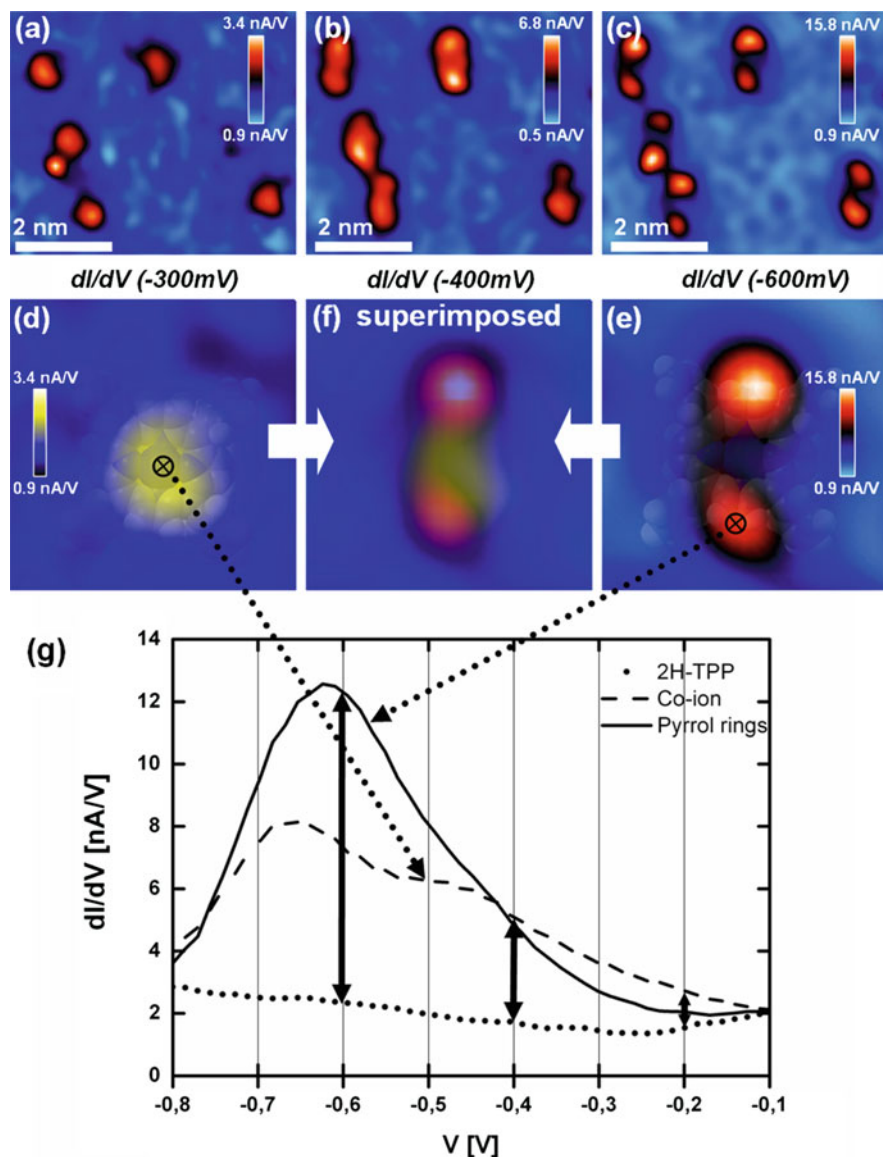 (a)
3.4 nA/V
0.9 nA/V
2 nm
(b)
6.8 nA/V
0.5 nA/V
2 nm
(c)
15.8 nA/V
0.9 nA/V
2 nm
dI/dV (-300mV)
dI/dV (-400mV)
dI/dV (-600mV)
(d)
3.4 nA/V
0.9 nA/V
(f) superimposed
(e)
15.8 nA/V
0.9 nA/V
(g)
14
12
10
8
6
4
2
0
dI/dV [nA/V]
2H-TPP
Co-ion
Pyrrol rings
-0,8 -0,7 -0,6 -0,5 -0,4 -0,3 -0,2 -0,1
V [V]